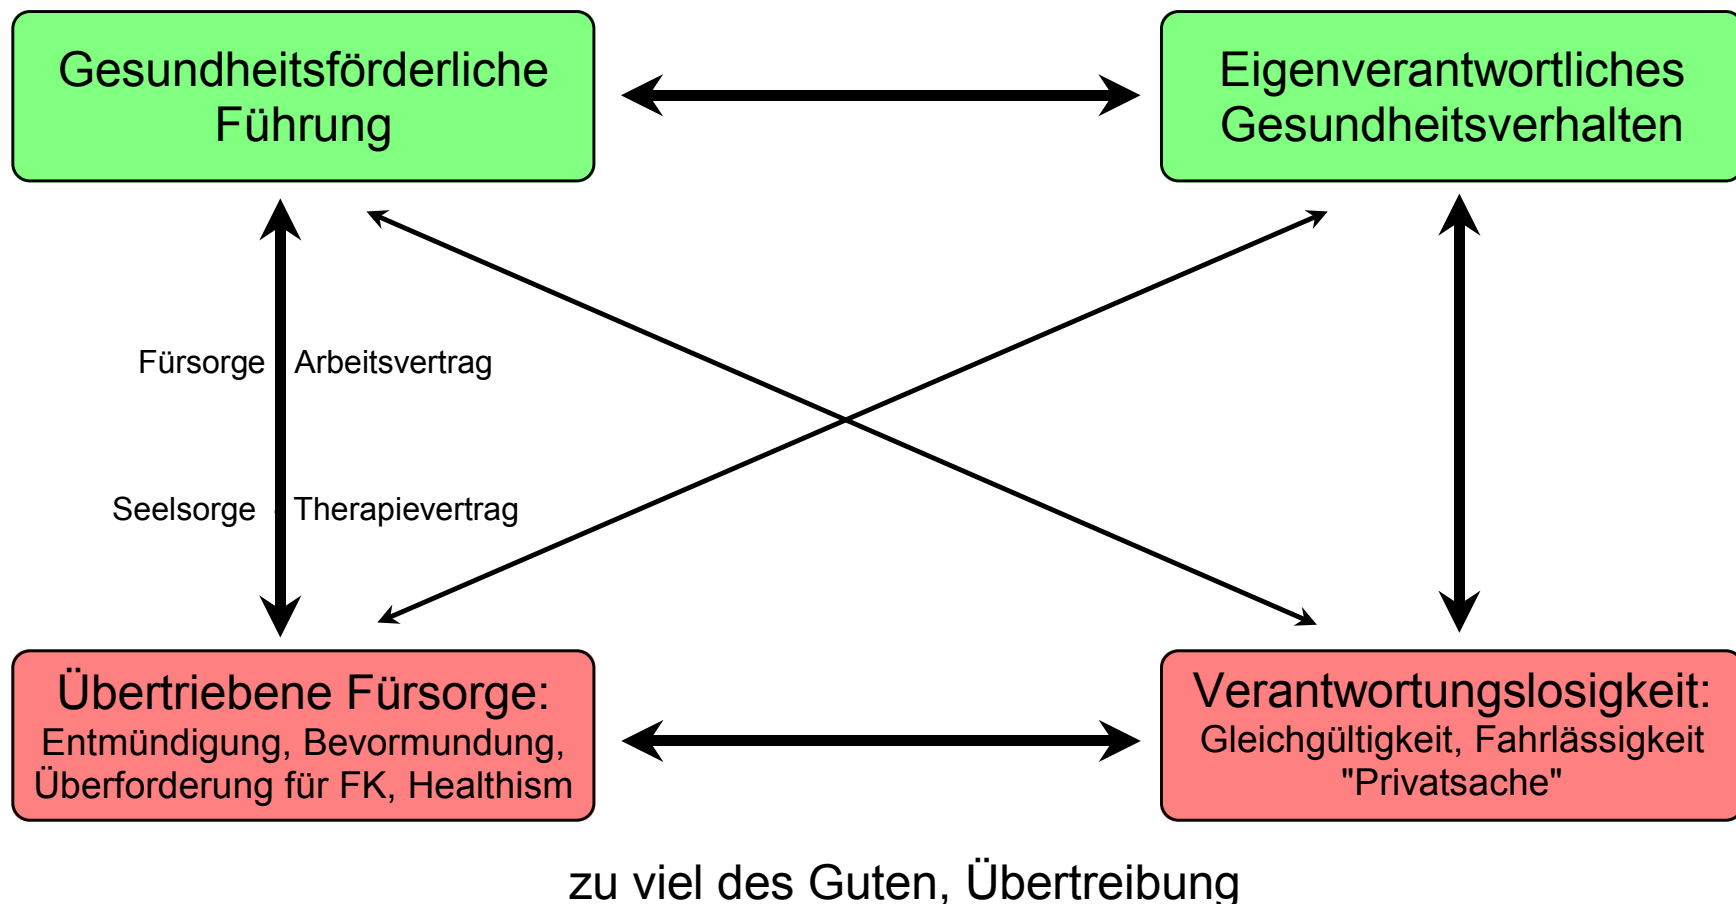 Gesundheitsförderliche
Führung
Eigenverantwortliches
Gesundheitsverhalten
Fürsorge Arbeitsvertrag
Seelsorge Therapievertrag
Übertriebene Fürsorge:
Entmündigung, Bevormundung,
Überforderung für FK, Healthism
Verantwortungslosigkeit:
Gleichgültigkeit, Fahrlässigkeit
"Privatsache"
zu viel des Guten, Übertreibung